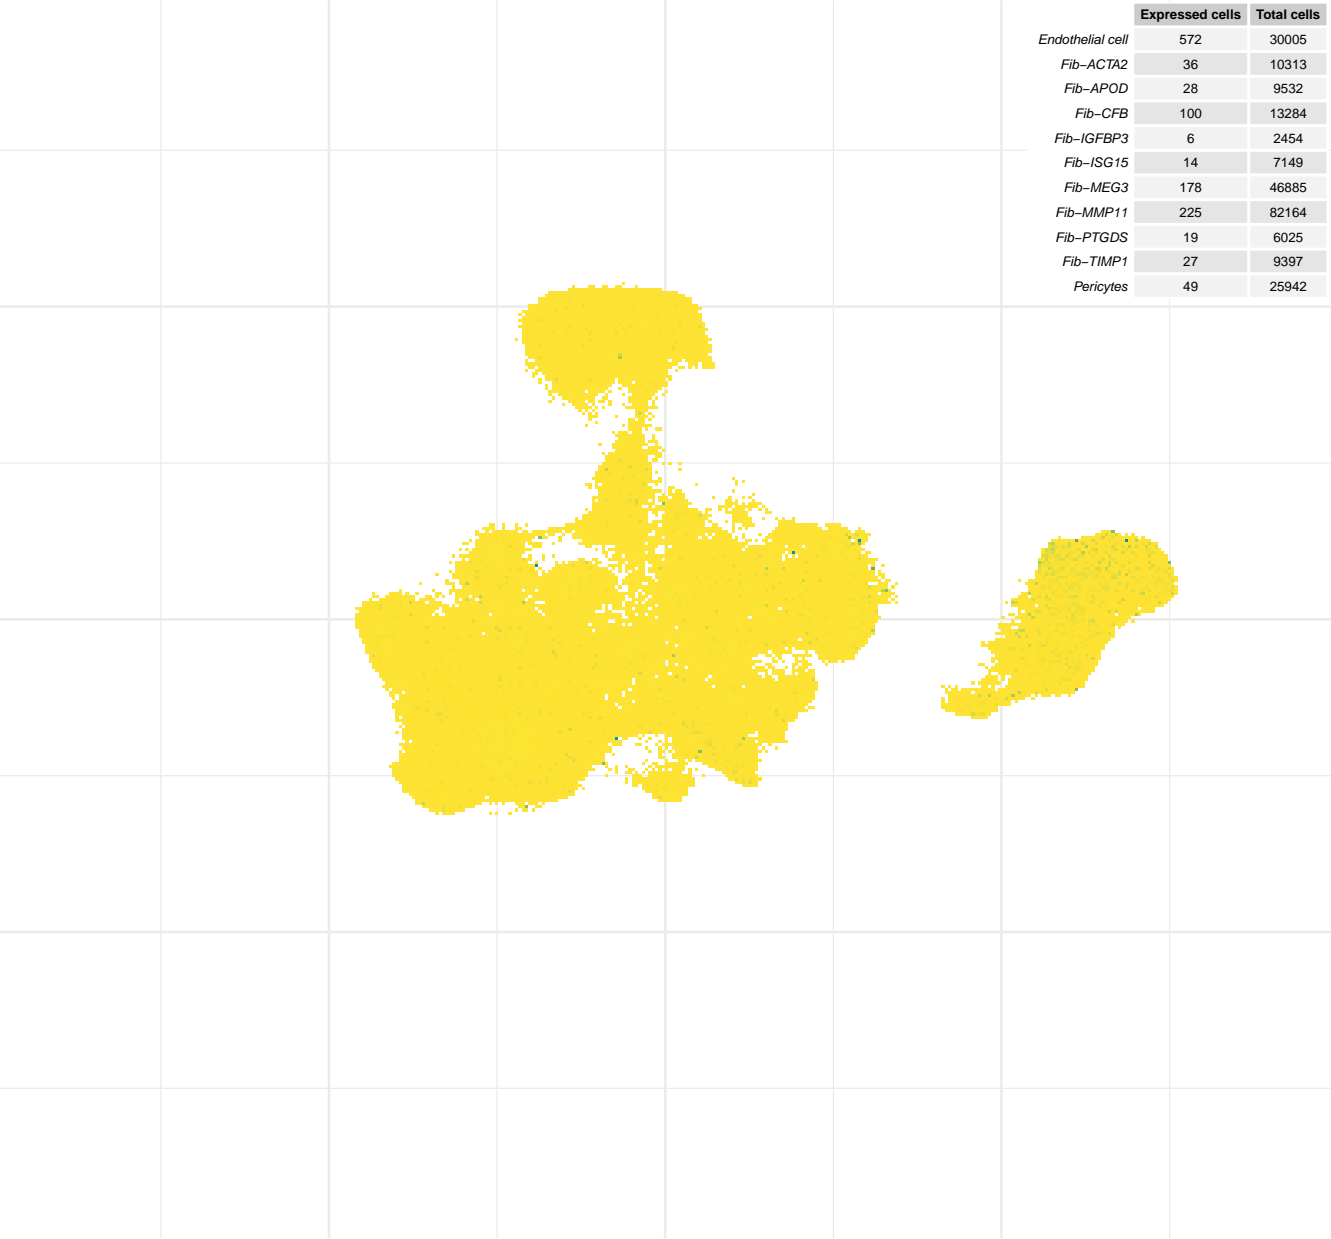 Expressed cells Total cells
Endothelial cell 572 30005
Fib−ACTA2 36 10313
Fib−APOD 28 9532
Fib−CFB 100 13284
Fib−IGFBP3 6 2454
Fib−ISG15 14 7149
Fib−MEG3 178 46885
Fib−MMP11 225 82164
Fib−PTGDS 19 6025
Fib−TIMP1 27 9397
Pericytes 49 25942